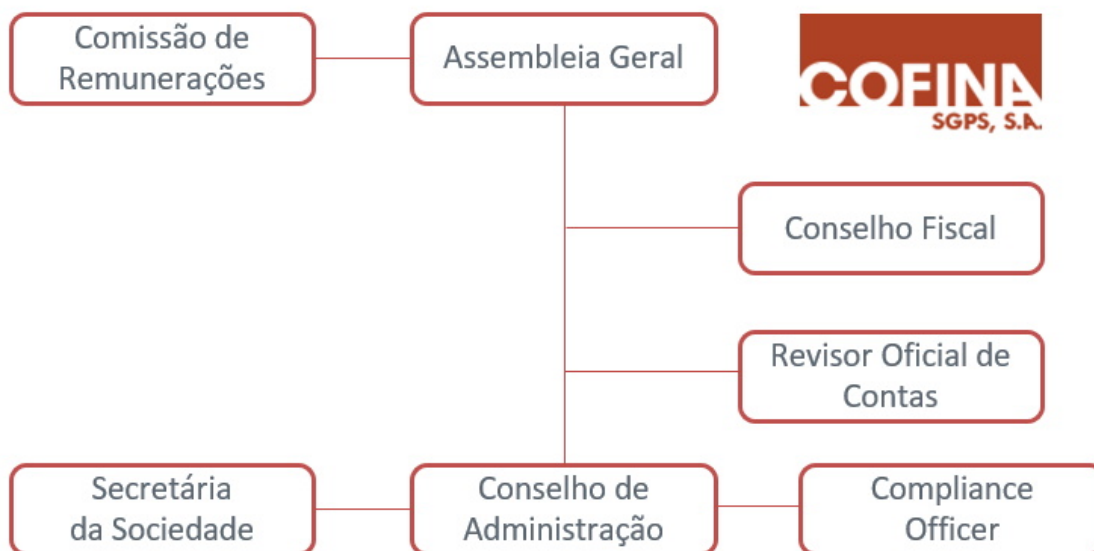 Comissão de
Remunerações
Assembleia Geral
COFINA
SGPS, S.A.
Conselho Fiscal
Revisor Oficial de
Contas
Secretária
da Sociedade
Conselho de
Administração
Compliance
Officer